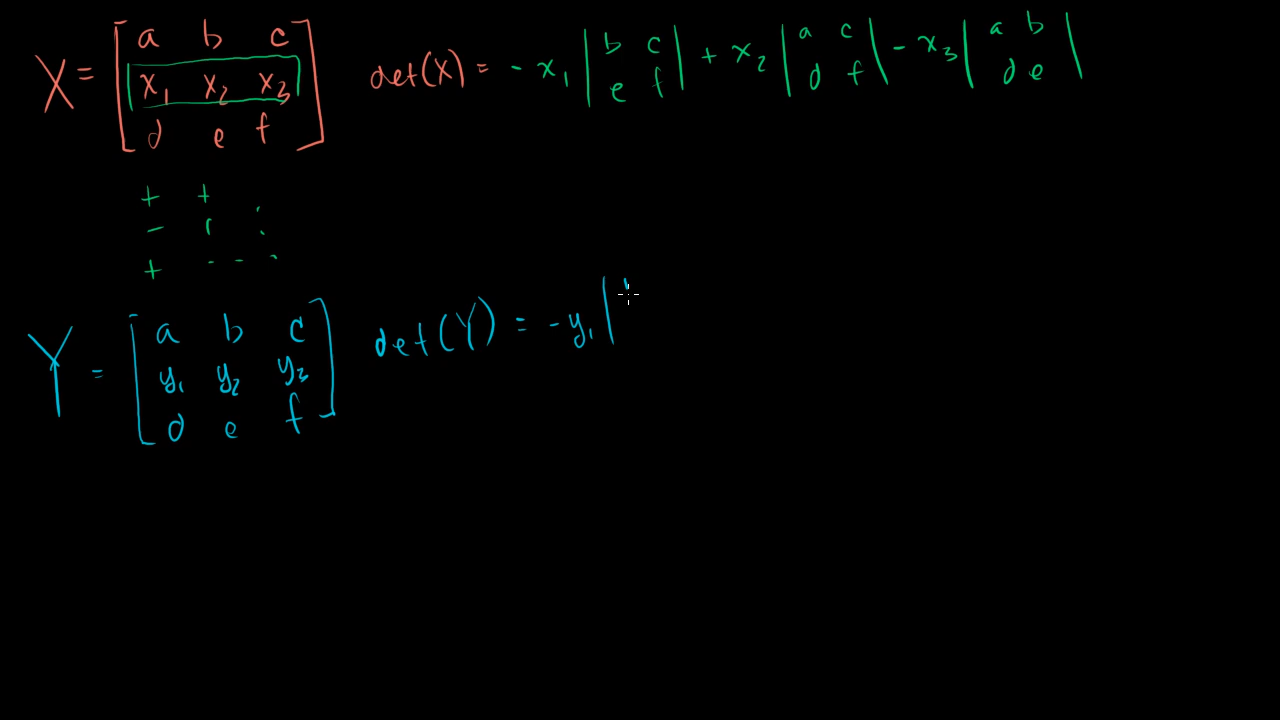 X = [ a b c
x₁ x₂ x₃
d e f ]
det(X) = - x₁ | b c
e f | + x₂ | a c
d f | - x₃ | a b
d e |
+ +
-
+
Y = [ a b c
y₁ y₂ y₃
d e f ]
det(Y) = - y₁ |